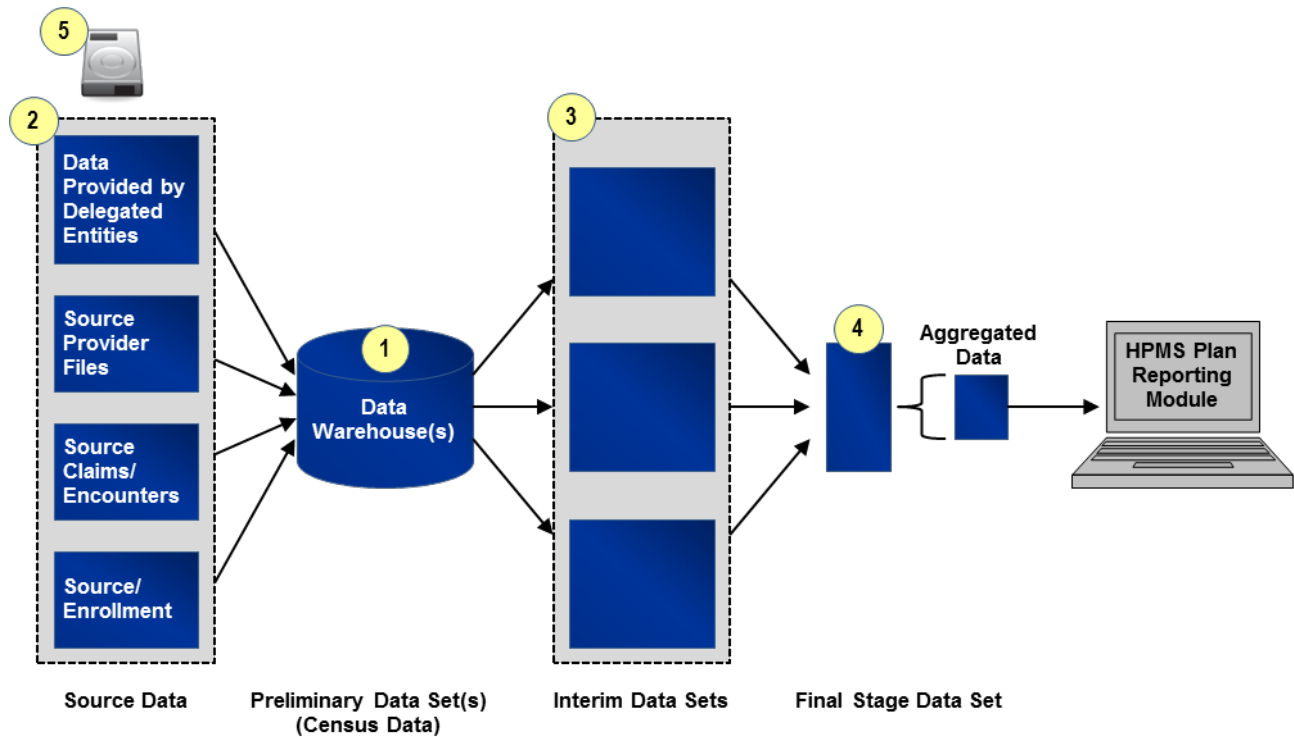 5
2
3
Data
Provided by
Delegated
Entities
Source
Provider
Files
Source
Claims/
Encounters
Source/
Enrollment
1
Data
Warehouse(s)
4
Aggregated
Data
HPMS Plan
Reporting
Module
Source Data
Preliminary Data Set(s)
(Census Data)
Interim Data Sets
Final Stage Data Set